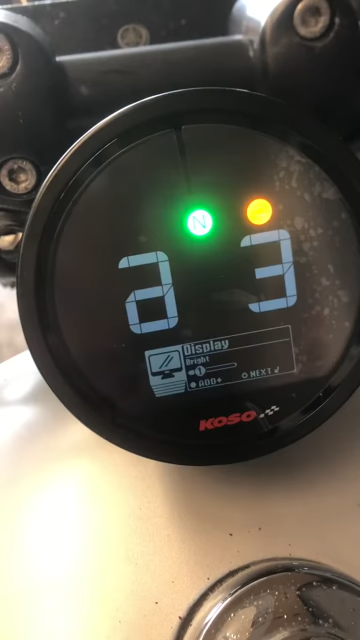 N
a 3
Display
Bright
1
ADD+ NEXT↲
KOSO